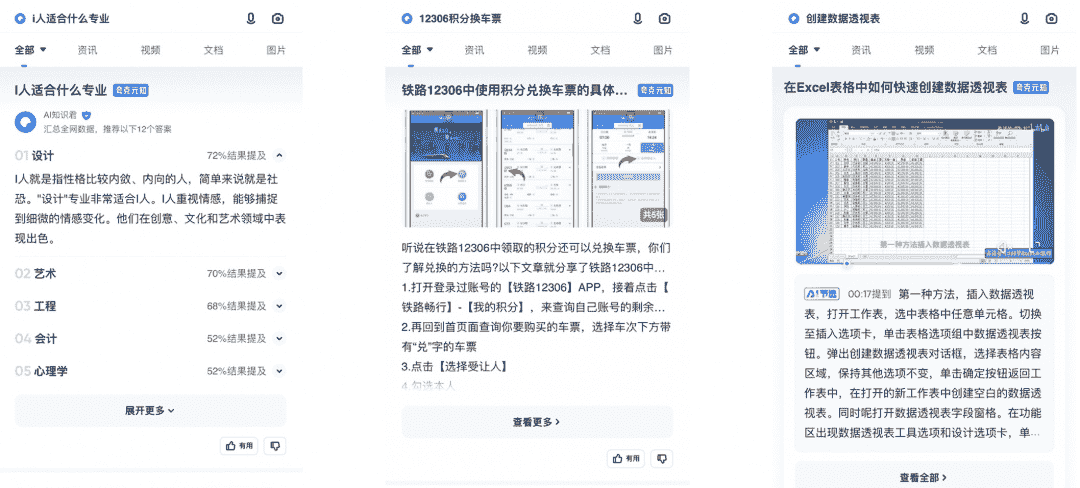 i人适合什么专业
全部 资讯 视频 文档 图片
I人适合什么专业 夸克元知
AI知识君
汇总全网数据，推荐以下12个答案
01 设计 72%结果提及
I人就是指性格比较内敛、内向的人，简单来说就是社
恐。“设计”专业非常适合I人。I人重视情感，能够捕捉
到细微的情感变化。他们在创意、文化和艺术领域中表
现出色。
02 艺术 70%结果提及
03 工程 68%结果提及
04 会计 52%结果提及
05 心理学 52%结果提及
展开更多
有用
12306积分换车票
全部 资讯 视频 文档 图片
铁路12306中使用积分兑换车票的具体... 夸克元知
共6张
听说在铁路12306中领取的积分还可以兑换车票，你们
了解兑换的方法吗?以下文章就分享了铁路12306中...
1.打开登录过账号的【铁路12306】APP，接着点击【
铁路畅行】-【我的积分】，来查询自己账号的剩余...
2.再回到首页面查询你要购买的车票，选择车次下方带
有“兑”字的车票
3.点击【选择受让人】
4.勾选本人
查看更多
有用
创建数据透视表
全部 资讯 视频 文档 图片
在Excel表格中如何快速创建数据透视表 夸克元知
第一种方法插入数据透视表
AI节选 00:17提到 第一种方法，插入数据透视
表，打开工作表，选中表格中任意单元格。切换
至插入选项卡，单击表格选项组中数据透视表按
钮。弹出创建数据透视表对话框，选择表格内容
区域，保持其他选项不变，单击确定按钮返回工
作表中，在打开的新工作表中创建空白的数据透
视表。同时呢打开数据透视表字段窗格。在功能
区出现数据透视表工具选项和设计选项卡，单...
查看全部